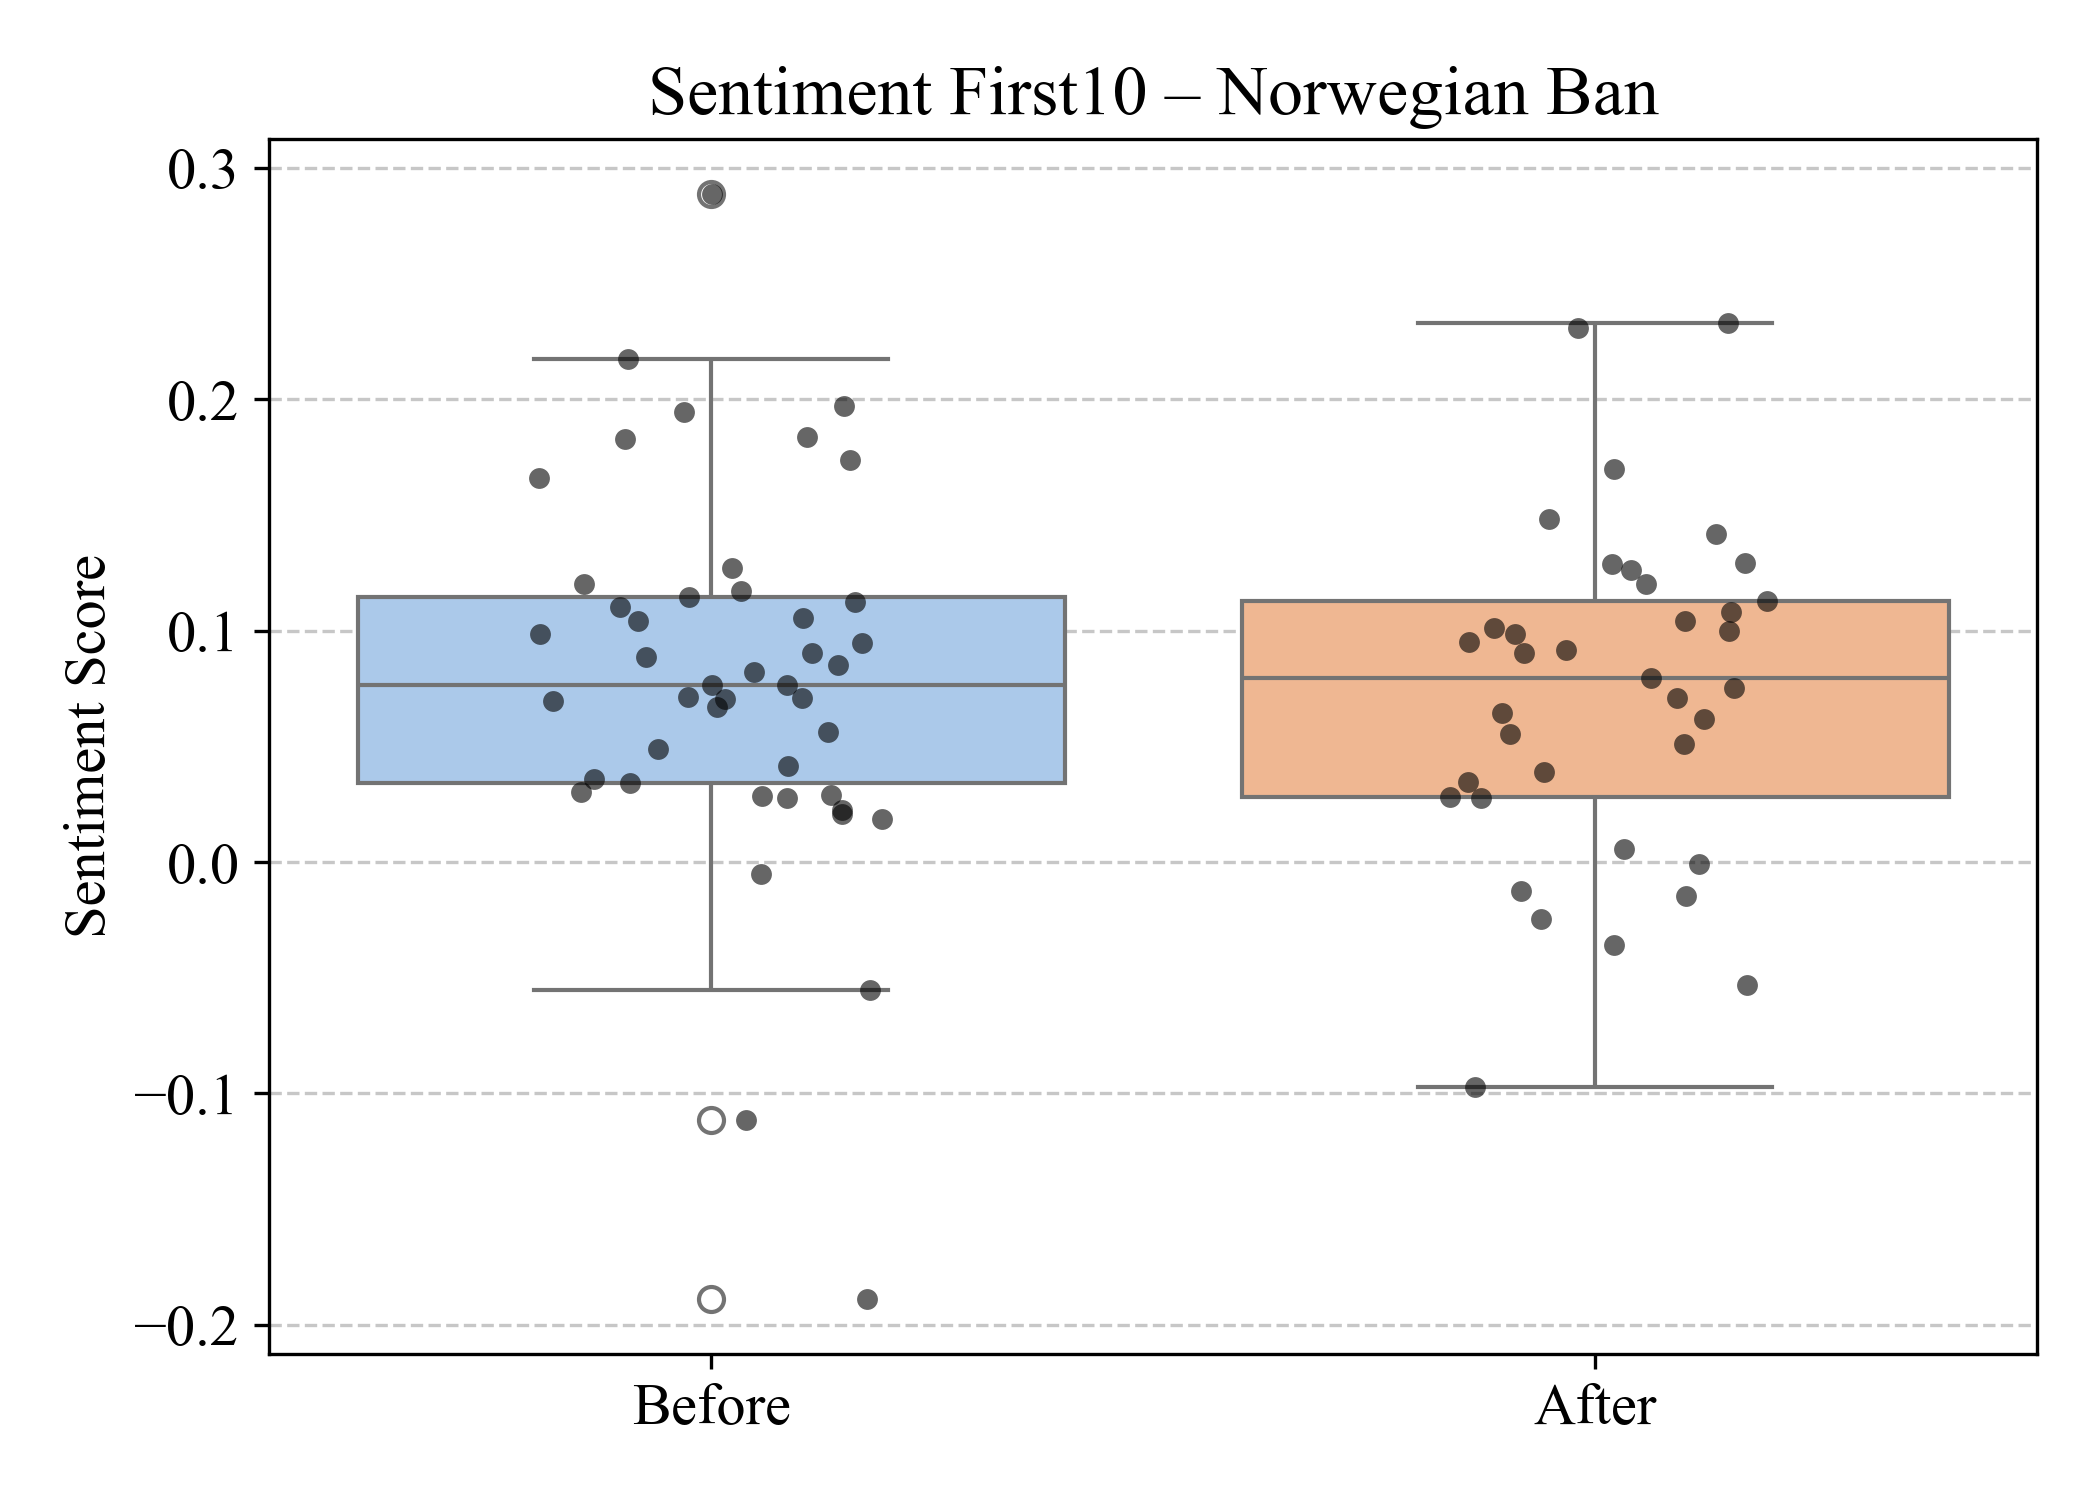 Sentiment First10 – Norwegian Ban
Sentiment Score
0.3
0.2
0.1
0.0
−0.1
−0.2
Before
After